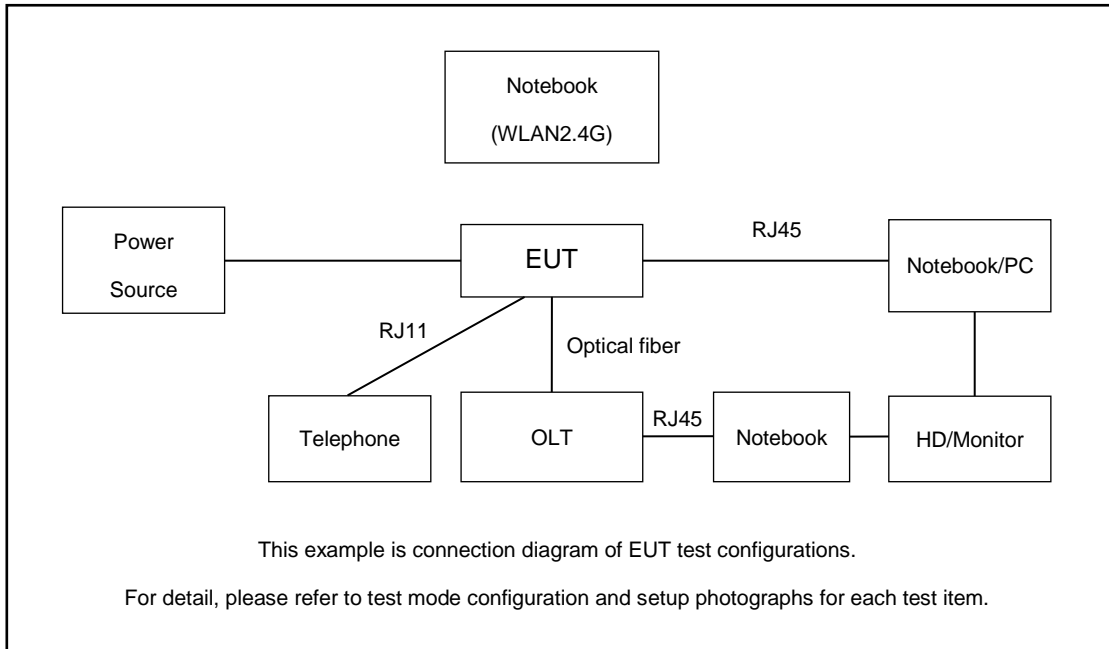 Notebook
(WLAN2.4G)
Power
Source
EUT
RJ45
Notebook/PC
RJ11
Optical fiber
Telephone
OLT
RJ45
Notebook
HD/Monitor
This example is connection diagram of EUT test configurations.
For detail, please refer to test mode configuration and setup photographs for each test item.